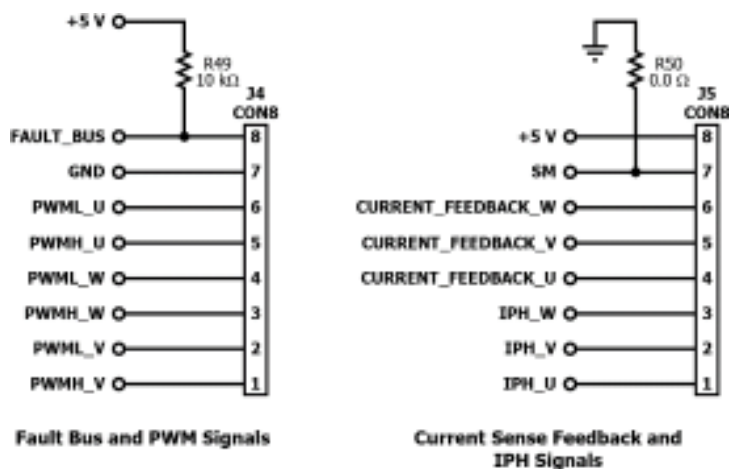 +5 V
R49
10 kΩ
J4
CON8
FAULT_BUS
8
GND
7
PWML_U
6
PWMH_U
5
PWML_W
4
PWMH_W
3
PWML_V
2
PWMH_V
1
Fault Bus and PWM Signals
R50
0.0 Ω
J5
CON8
+5 V
8
SM
7
CURRENT_FEEDBACK_W
6
CURRENT_FEEDBACK_V
5
CURRENT_FEEDBACK_U
4
IPH_W
3
IPH_V
2
IPH_U
1
Current Sense Feedback and
IPH Signals